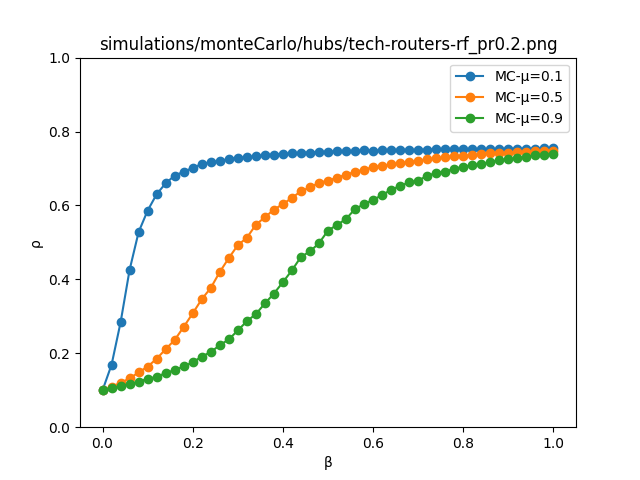 simulations/monteCarlo/hubs/tech-routers-rf_pr0.2.png
MC-μ=0.1
MC-μ=0.5
MC-μ=0.9
1.0
0.8
0.6
0.4
0.2
0.0
ρ
0.0 0.2 0.4 0.6 0.8 1.0
β